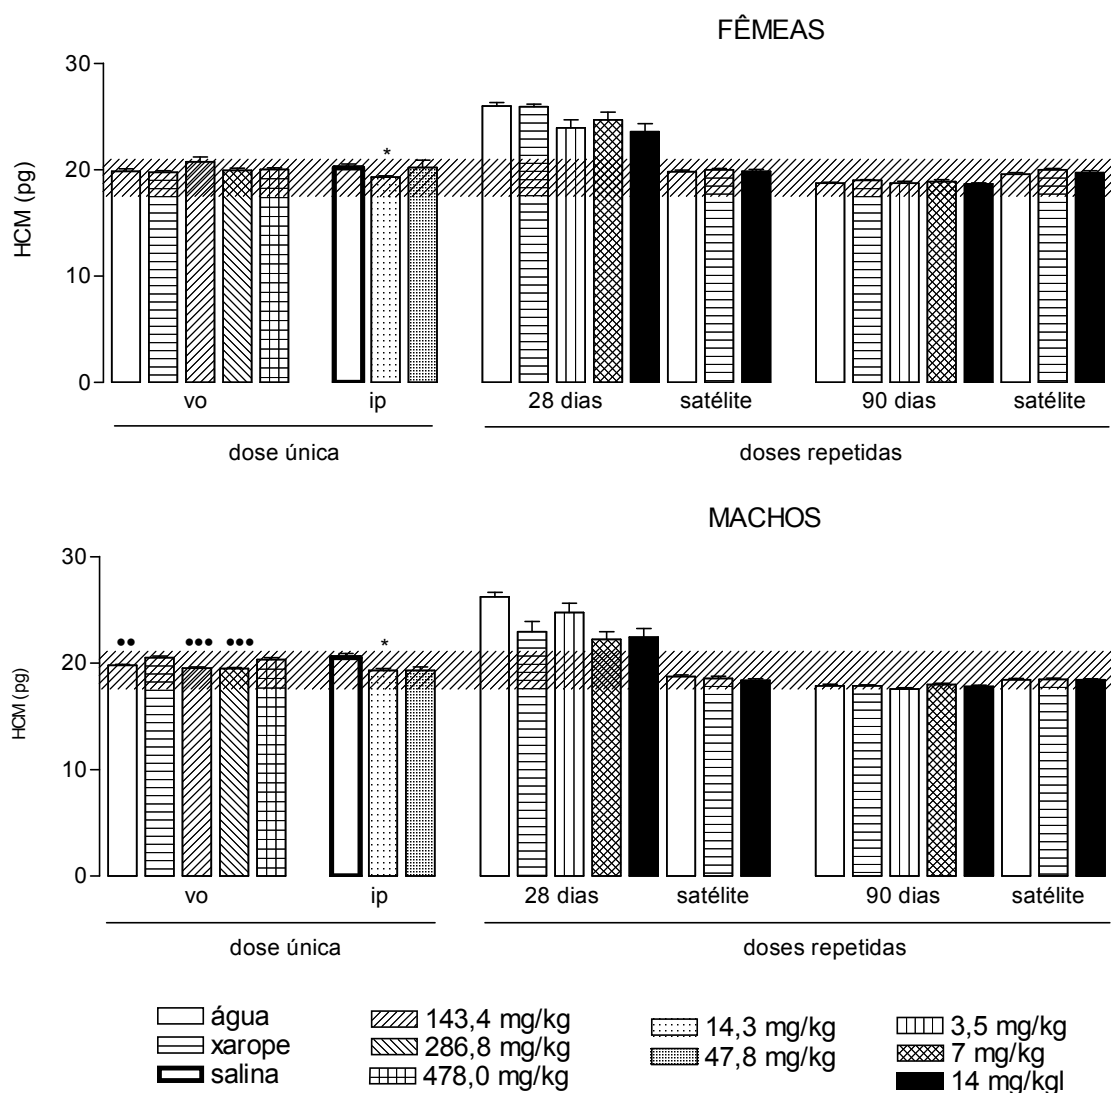 FÊMEAS
30
20
10
0
HCM (pg)
*
vo ip 28 dias satélite 90 dias satélite
dose única doses repetidas
MACHOS
30
20
10
0
HCM (pg)
•• ••• ••• *
vo ip 28 dias satélite 90 dias satélite
dose única doses repetidas
água 143,4 mg/kg 14,3 mg/kg 3,5 mg/kg
xarope 286,8 mg/kg 47,8 mg/kg 7 mg/kg
salina 478,0 mg/kg 14 mg/kgl